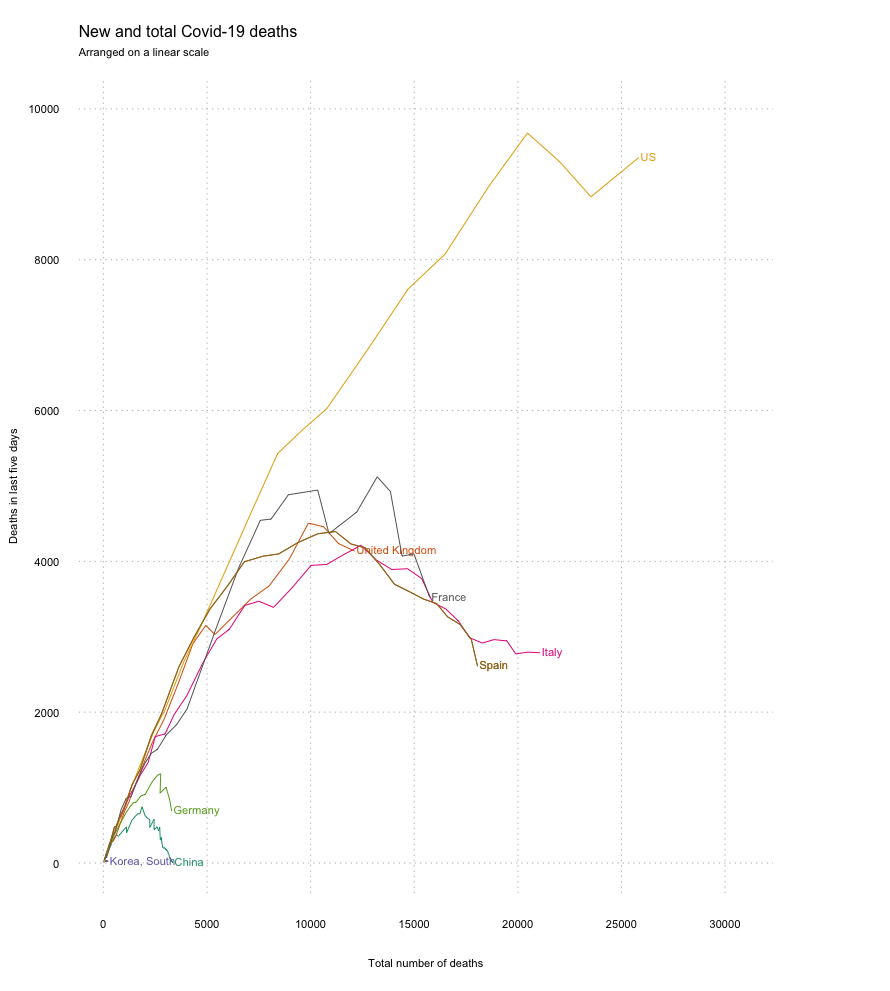 New and total Covid-19 deaths
Arranged on a linear scale
Deaths in last five days
10000
8000
6000
4000
2000
0
US
United Kingdom
France
Italy
Spain
Germany
Korea, South
China
0
5000
10000
15000
20000
25000
30000
Total number of deaths